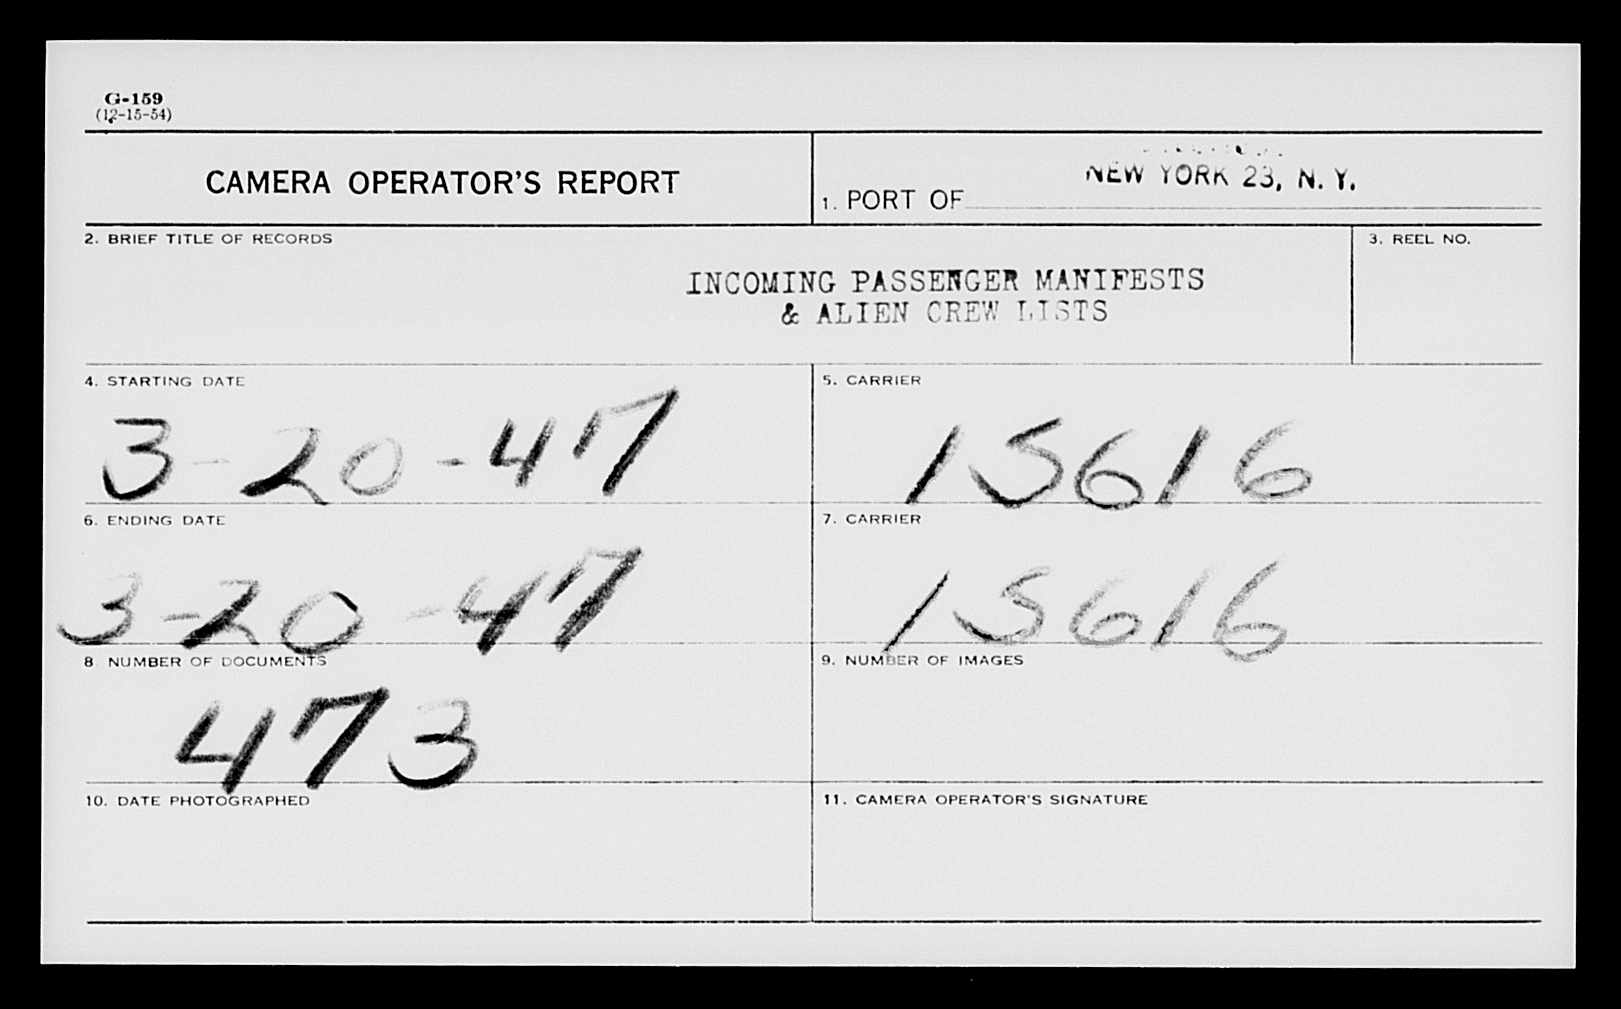 G-159
(12-15-54)
CAMERA OPERATOR'S REPORT
1. PORT OF NEW YORK 23, N. Y.
2. BRIEF TITLE OF RECORDS
3. REEL NO.
INCOMING PASSENGER MANIFESTS
& ALIEN CREW LISTS
4. STARTING DATE
3-20-47
5. CARRIER
15616
6. ENDING DATE
3-20-47
7. CARRIER
15616
8 NUMBER OF DOCUMENTS
473
9. NUMBER OF IMAGES
10. DATE PHOTOGRAPHED
11. CAMERA OPERATOR'S SIGNATURE